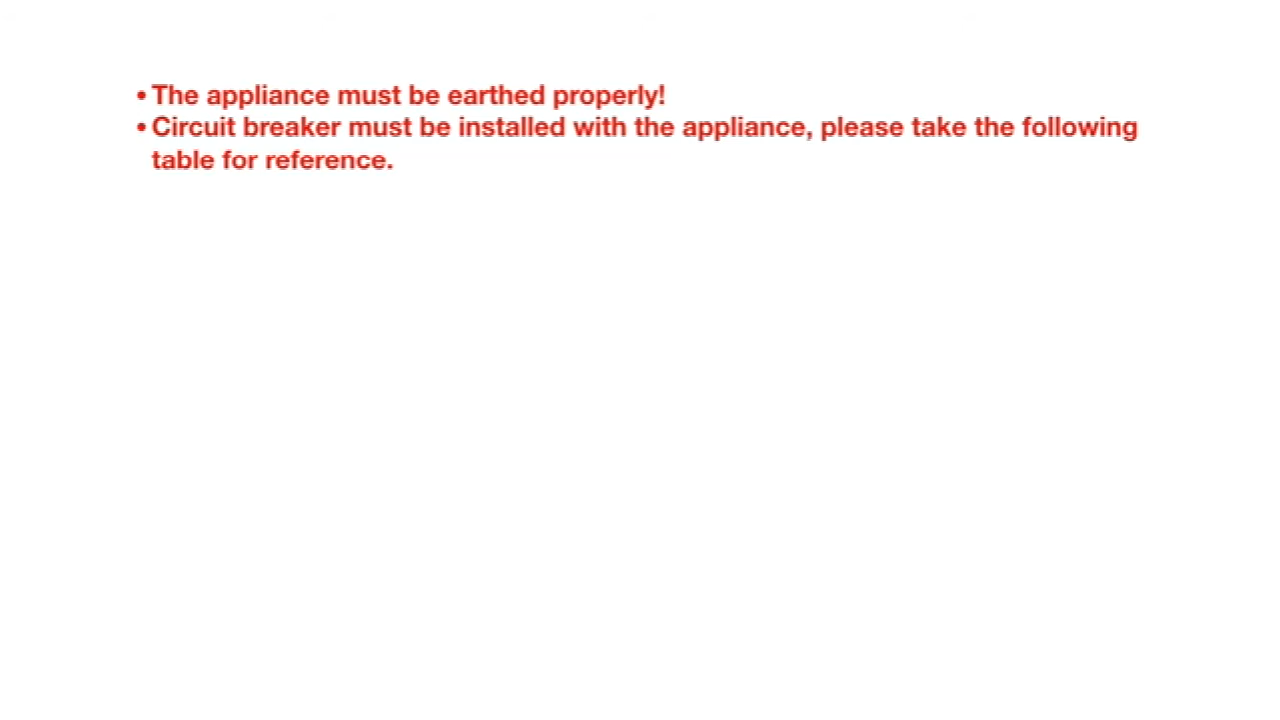 • The appliance must be earthed properly!
• Circuit breaker must be installed with the appliance, please take the following
table for reference.